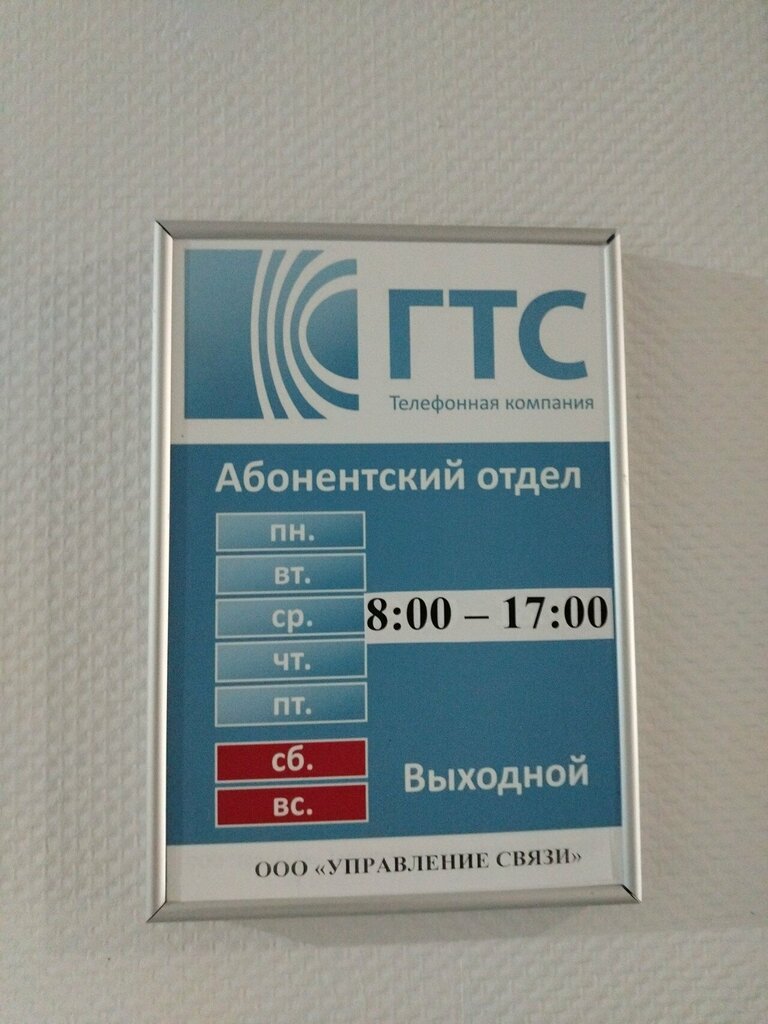 ГТС
Телефонная компания
Абонентский отдел
пн.
вт.
ср.
8:00 – 17:00
чт.
пт.
сб.
Выходной
вс.
ООО «УПРАВЛЕНИЕ СВЯЗИ»